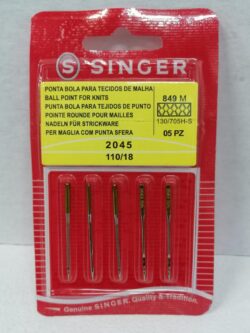 SINGER
PONTA BOLA PARA TECIDOS DE MALHA
BALL POINT FOR KNITS
PUNTA BOLA PARA TEJIDOS DE PUNTO
POINTE ROUNDE POUR MAILLES
NADELN FÜR STRICKWARE
PER MAGLIA COM PUNTA SFERA
849 M
130/705H-S
05 PZ
2045
110/18
Genuine SINGER. Quality & Tradition.